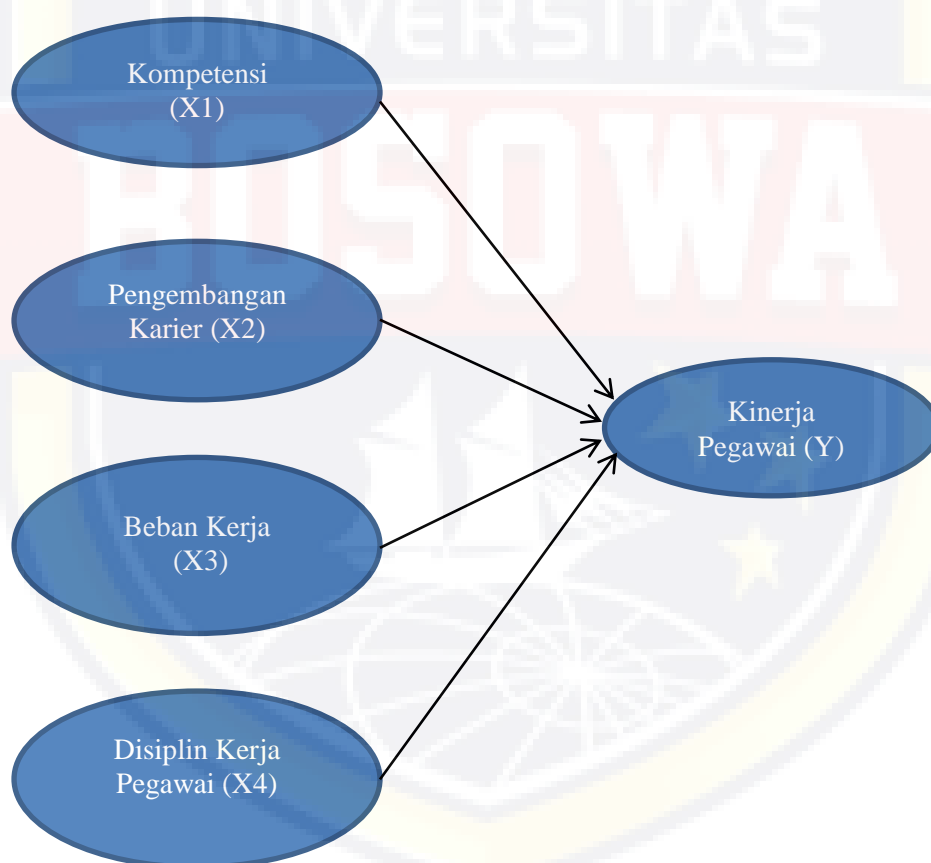 UNIVERSITAS
BOSOWA
Kompetensi
(X1)
Pengembangan
Karier (X2)
Beban Kerja
(X3)
Disiplin Kerja
Pegawai (X4)
Kinerja
Pegawai (Y)